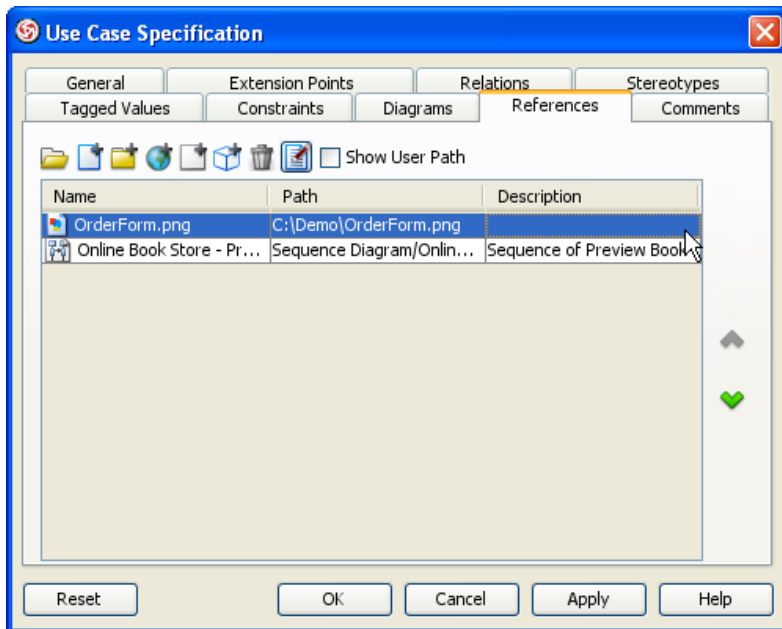 Use Case Specification
General Extension Points Relations Stereotypes
Tagged Values Constraints Diagrams References Comments
Show User Path
Name Path Description
OrderForm.png C:\Demo\OrderForm.png
Online Book Store - Pr... Sequence Diagram/Onlin... Sequence of Preview Book
Reset OK Cancel Apply Help